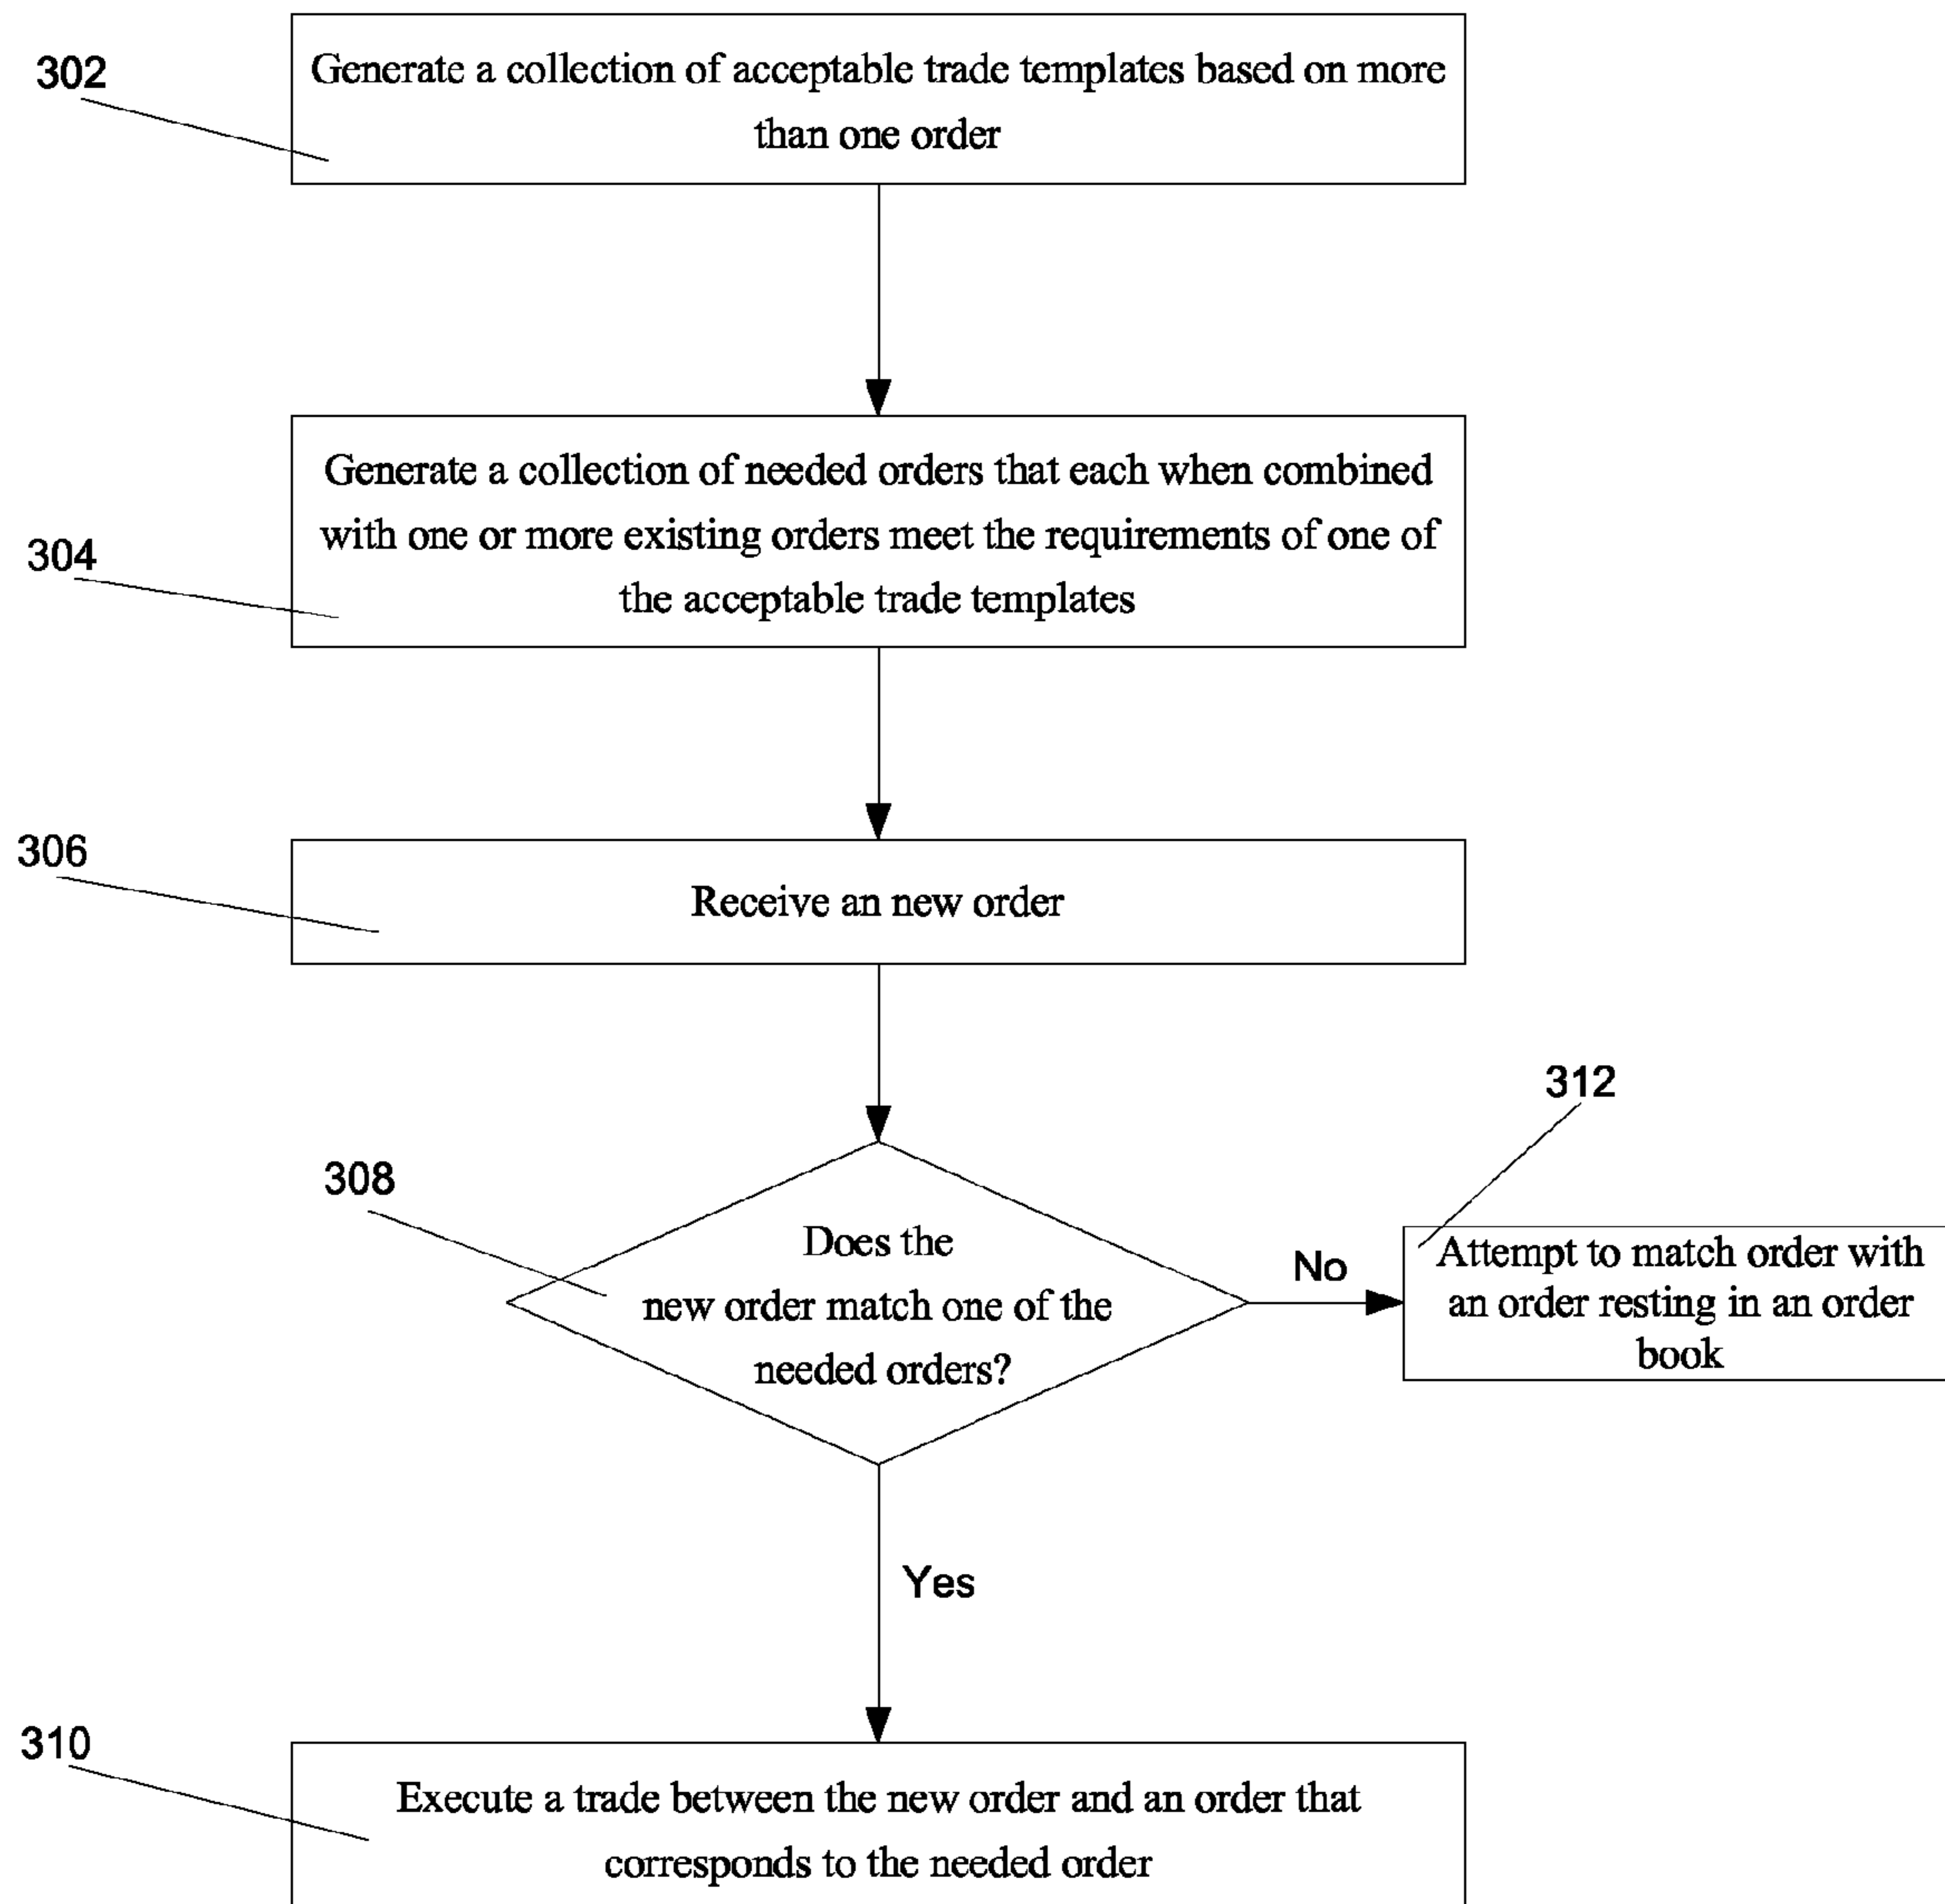 302
Generate a collection of acceptable trade templates based on more
than one order
304
Generate a collection of needed orders that each when combined
with one or more existing orders meet the requirements of one of
the acceptable trade templates
306
Receive an new order
308
Does the
new order match one of the
needed orders?
No
312
Attempt to match order with
an order resting in an order
book
Yes
310
Execute a trade between the new order and an order that
corresponds to the needed order